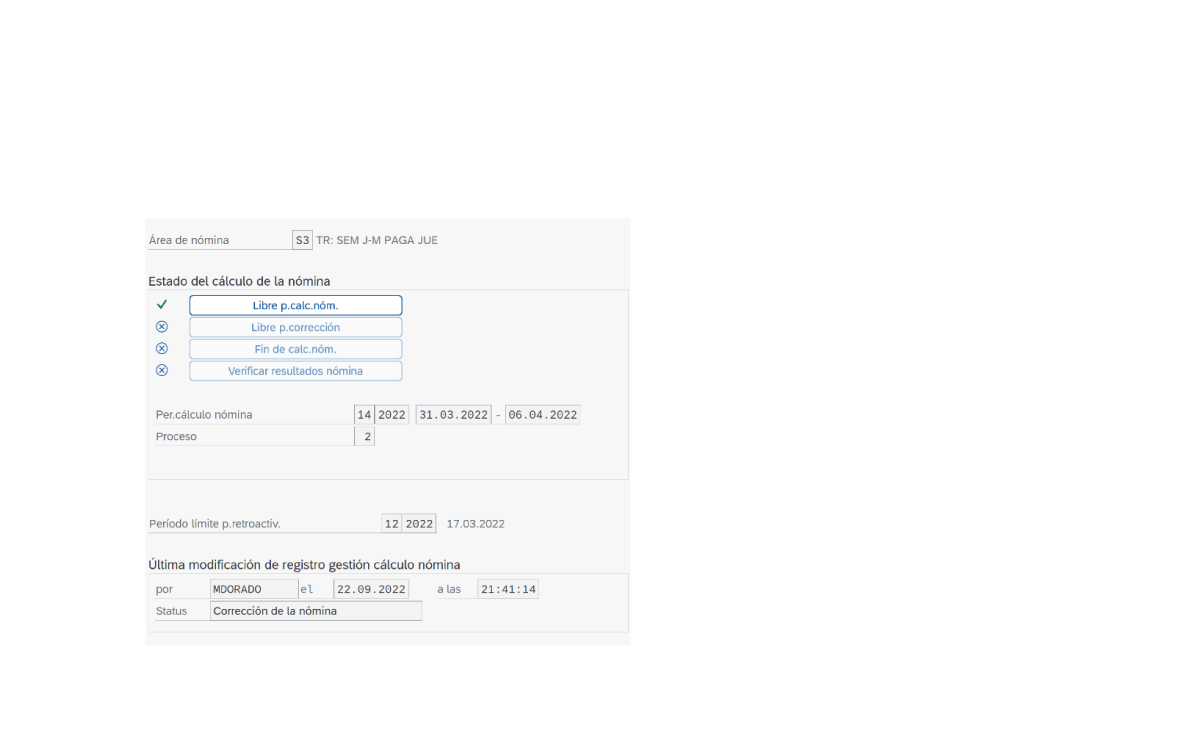 Área de nómina S3 TR: SEM J-M PAGA JUE
Estado del cálculo de la nómina
Libre p.calc.nóm.
Libre p.corrección
Fin de calc.nóm.
Verificar resultados nómina
Per.cálculo nómina 14 2022 31.03.2022 - 06.04.2022
Proceso 2
Período límite p.retroactiv. 12 2022 17.03.2022
Última modificación de registro gestión cálculo nómina
por MDORADO el 22.09.2022 a las 21:41:14
Status Corrección de la nómina